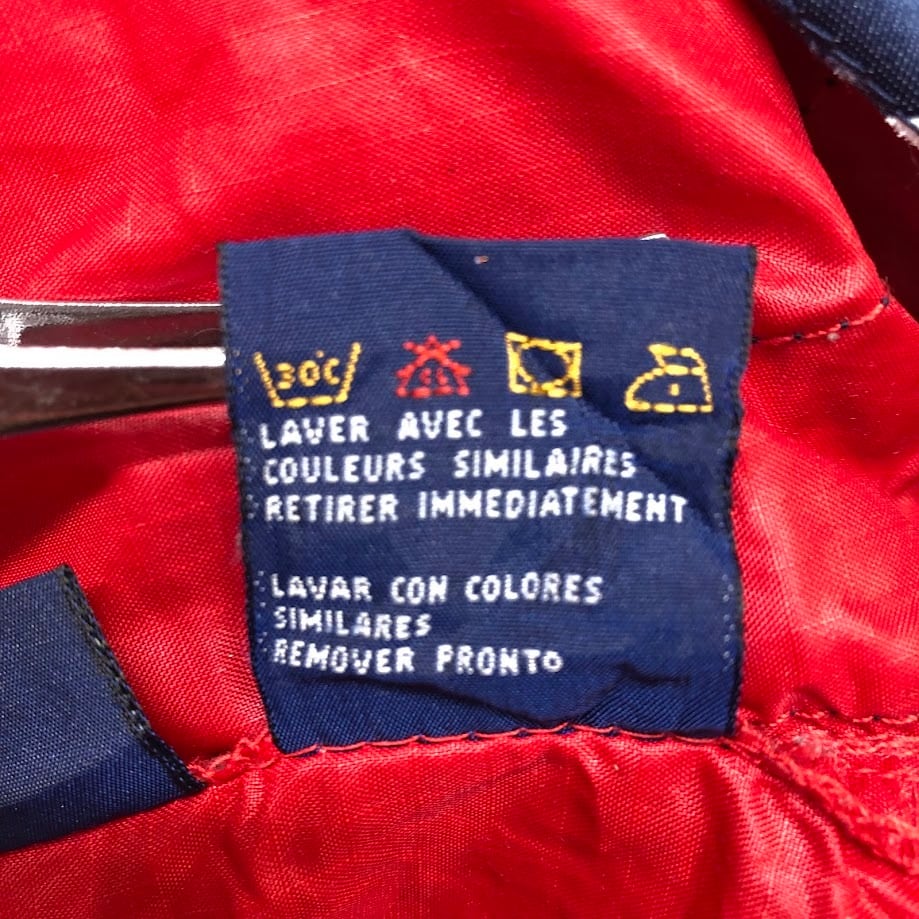 30°C
LAVER AVEC LES
COULEURS SIMILAIRES
RETIRER IMMEDIATEMENT
LAVAR CON COLORES
SIMILARES
REMOVER PRONTO